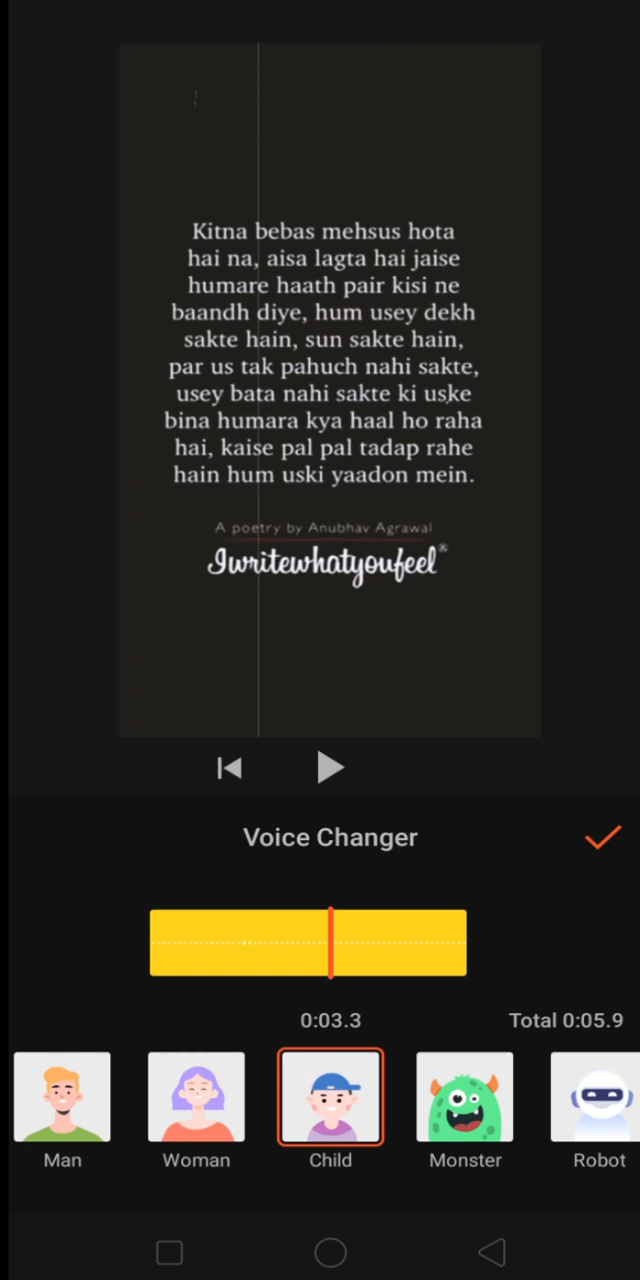 Kitna bebas mehsus hota
hai na, aisa lagta hai jaise
humare haath pair kisi ne
baandh diye, hum usey dekh
sakte hain, sun sakte hain,
par us tak pahuch nahi sakte,
usey bata nahi sakte ki uske
bina humara kya haal ho raha
hai, kaise pal pal tadap rahe
hain hum uski yaadon mein.
A poetry by Anubhav Agrawal
Iwritewhatyoufeel®
Voice Changer
0:03.3 Total 0:05.9
Man Woman Child Monster Robot